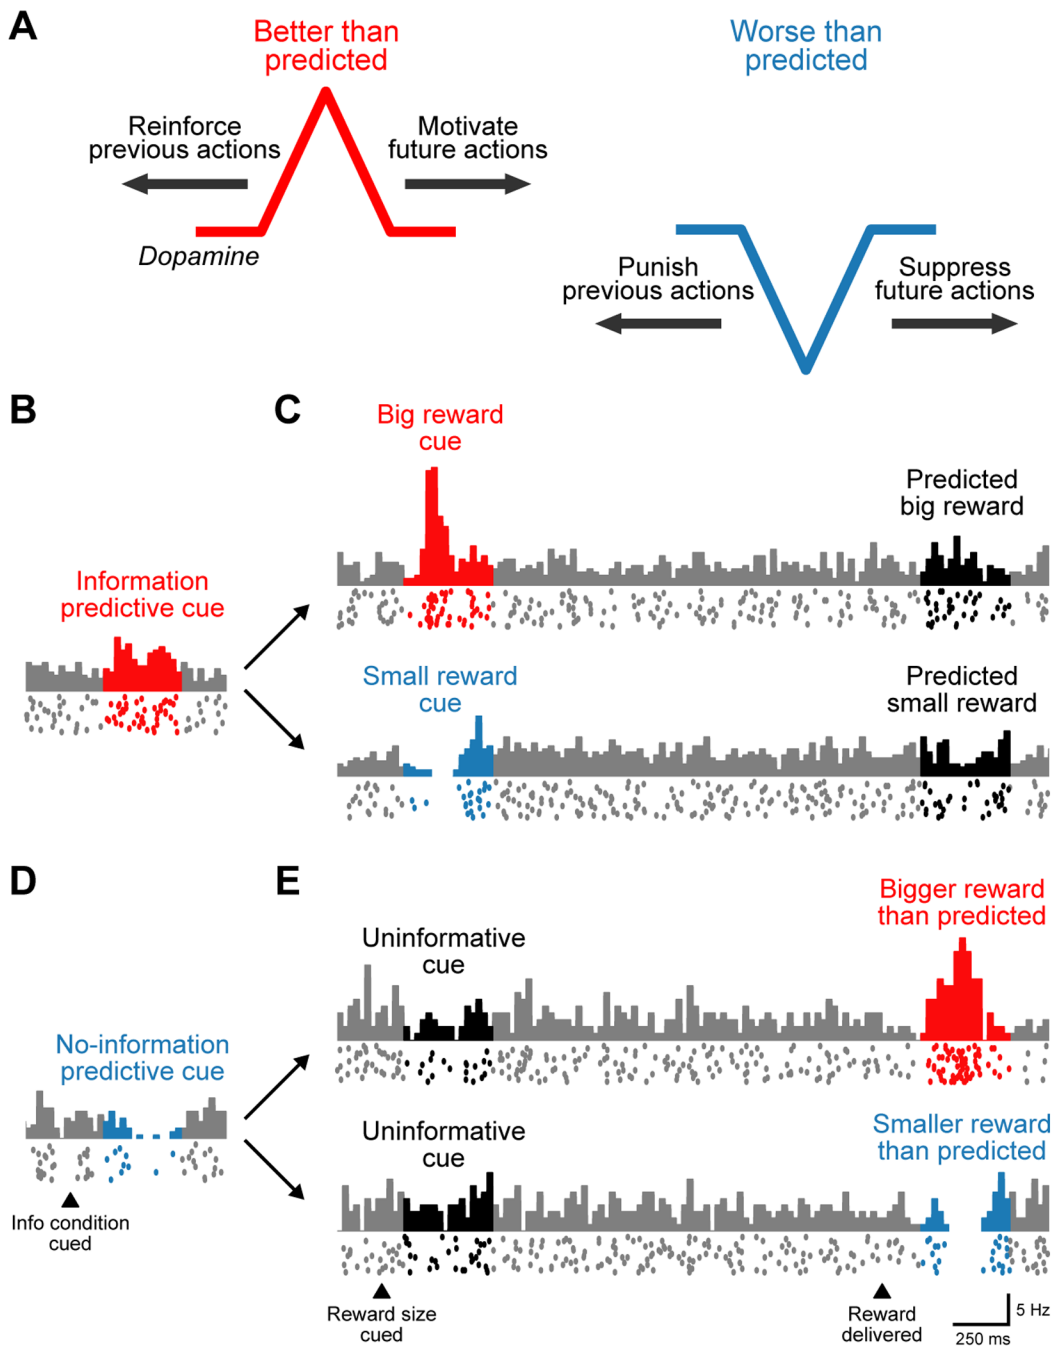 A
Better than
predicted
Worse than
predicted
Reinforce
previous actions
Motivate
future actions
Dopamine
Punish
previous actions
Suppress
future actions
B
C
Big reward
cue
Predicted
big reward
Information
predictive cue
Small reward
cue
Predicted
small reward
D
E
Bigger reward
than predicted
Uninformative
cue
No-information
predictive cue
Smaller reward
than predicted
Uninformative
cue
Info condition
cued
Reward size
cued
Reward
delivered
5 Hz
250 ms